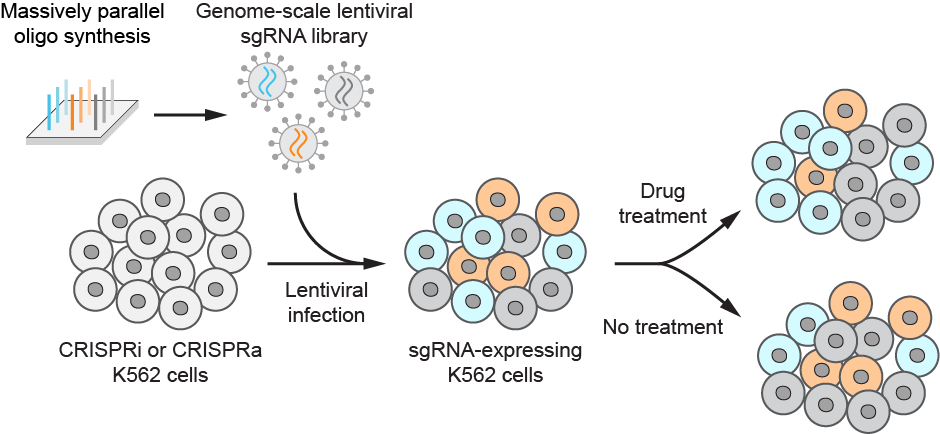 Massively parallel
oligo synthesis
Genome-scale lentiviral
sgRNA library
Lentiviral
infection
CRISPRi or CRISPRa
K562 cells
sgRNA-expressing
K562 cells
Drug
treatment
No treatment